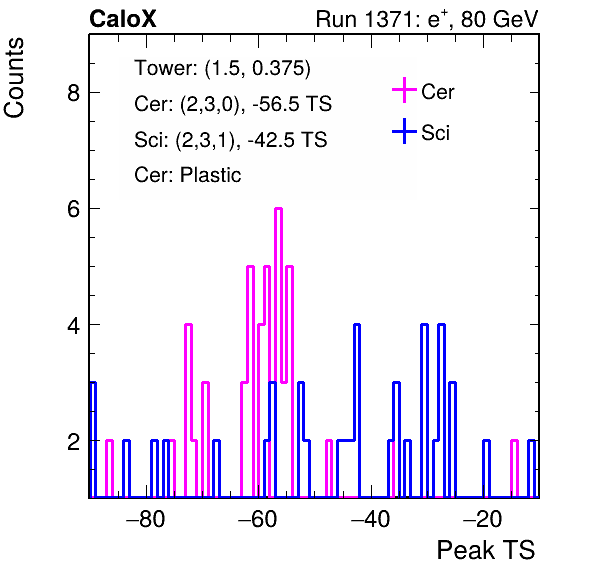 CaloX Run 1371: e⁺, 80 GeV
Counts
Tower: (1.5, 0.375)
Cer: (2,3,0), -56.5 TS
Sci: (2,3,1), -42.5 TS
Cer: Plastic
Cer
Sci
8
6
4
2
−80 −60 −40 −20
Peak TS